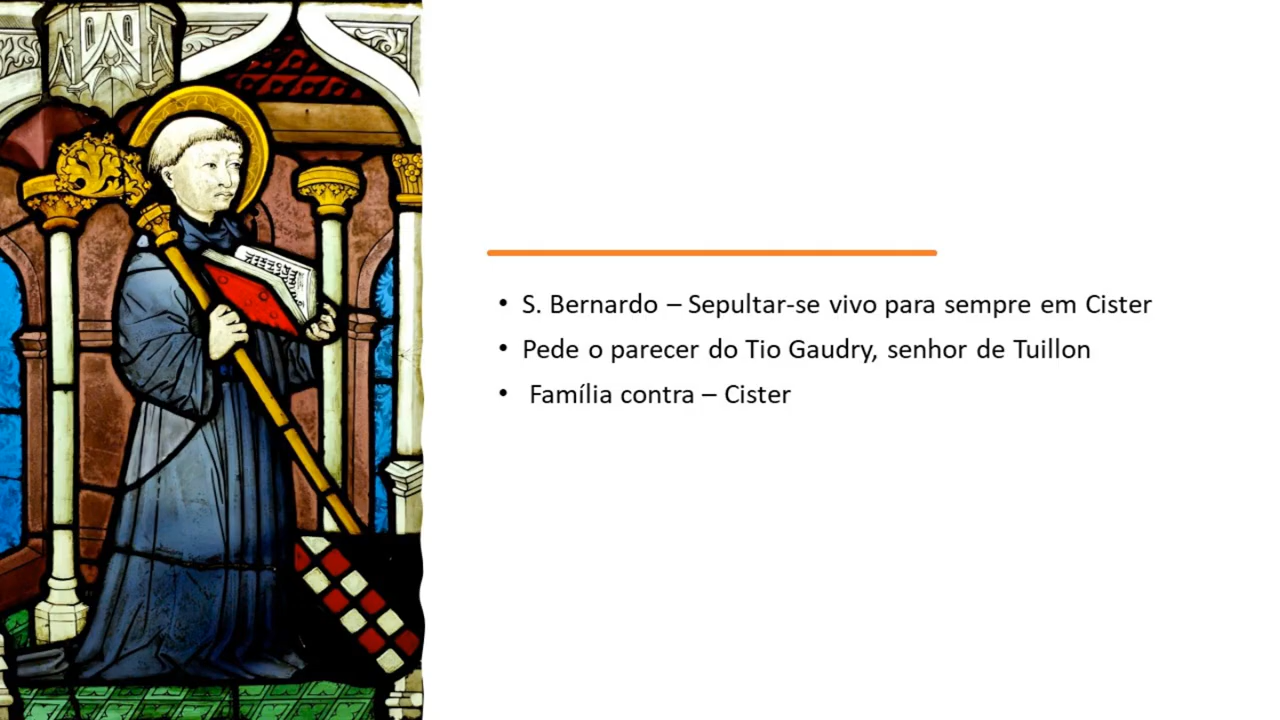 • S. Bernardo – Sepultar-se vivo para sempre em Cister
• Pede o parecer do Tio Gaudry, senhor de Tuillon
• Família contra – Cister